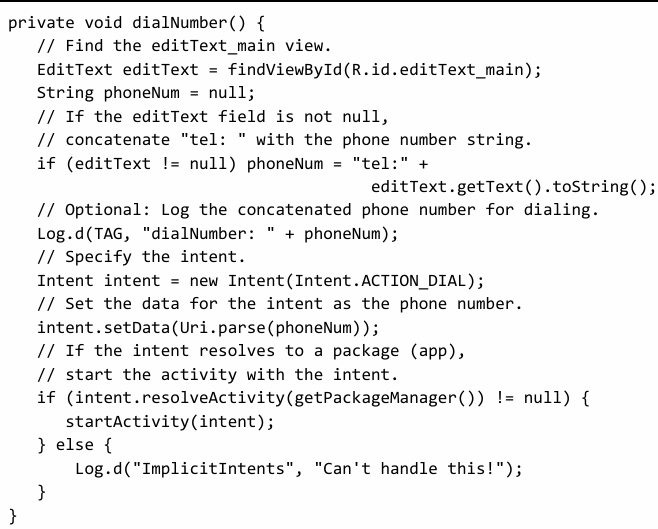 private void dialNumber() {
   // Find the editText_main view.
   EditText editText = findViewById(R.id.editText_main);
   String phoneNum = null;
   // If the editText field is not null,
   // concatenate "tel: " with the phone number string.
   if (editText != null) phoneNum = "tel:" +
                                      editText.getText().toString();
   // Optional: Log the concatenated phone number for dialing.
   Log.d(TAG, "dialNumber: " + phoneNum);
   // Specify the intent.
   Intent intent = new Intent(Intent.ACTION_DIAL);
   // Set the data for the intent as the phone number.
   intent.setData(Uri.parse(phoneNum));
   // If the intent resolves to a package (app),
   // start the activity with the intent.
   if (intent.resolveActivity(getPackageManager()) != null) {
      startActivity(intent);
   } else {
       Log.d("ImplicitIntents", "Can't handle this!");
   }
}